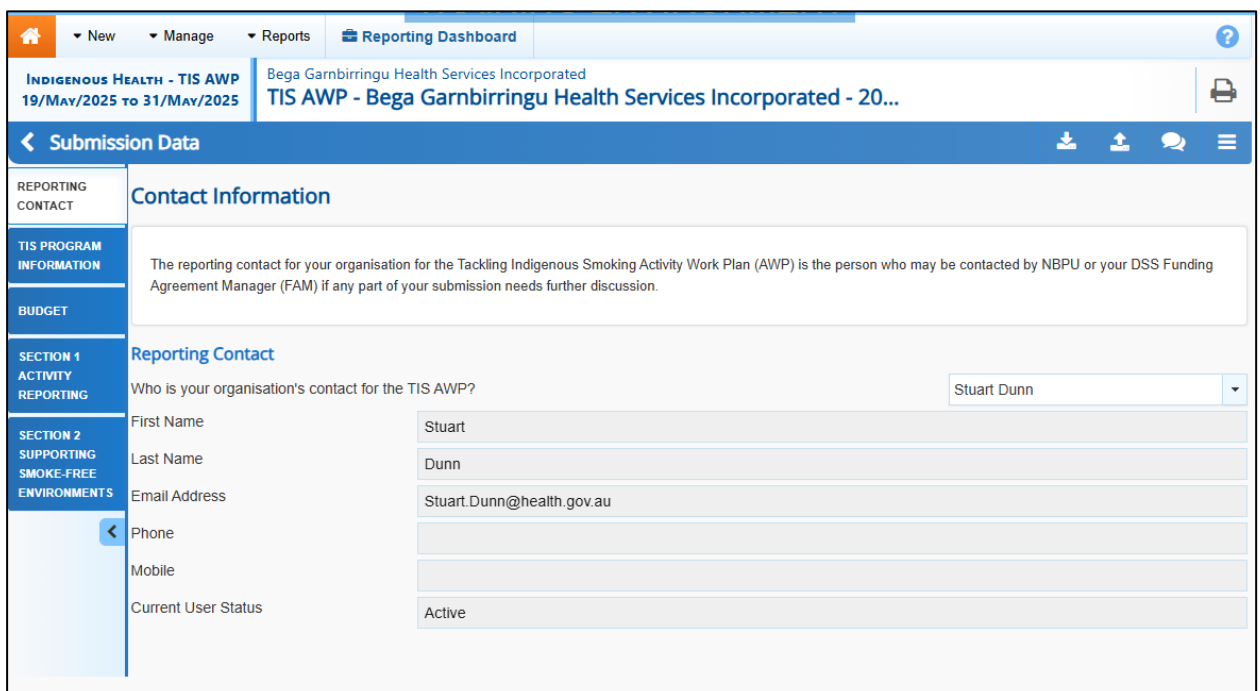 New
Manage
Reports
Reporting Dashboard
?
INDIGENOUS HEALTH - TIS AWP
19/MAY/2025 TO 31/MAY/2025
Bega Garnbirringu Health Services Incorporated
TIS AWP - Bega Garnbirringu Health Services Incorporated - 20...
Submission Data
REPORTING
CONTACT
TIS PROGRAM
INFORMATION
BUDGET
SECTION 1
ACTIVITY
REPORTING
SECTION 2
SUPPORTING
SMOKE-FREE
ENVIRONMENTS
Contact Information
The reporting contact for your organisation for the Tackling Indigenous Smoking Activity Work Plan (AWP) is the person who may be contacted by NBPU or your DSS Funding
Agreement Manager (FAM) if any part of your submission needs further discussion.
Reporting Contact
Who is your organisation's contact for the TIS AWP?
Stuart Dunn
First Name
Stuart
Last Name
Dunn
Email Address
Stuart.Dunn@health.gov.au
Phone
Mobile
Current User Status
Active